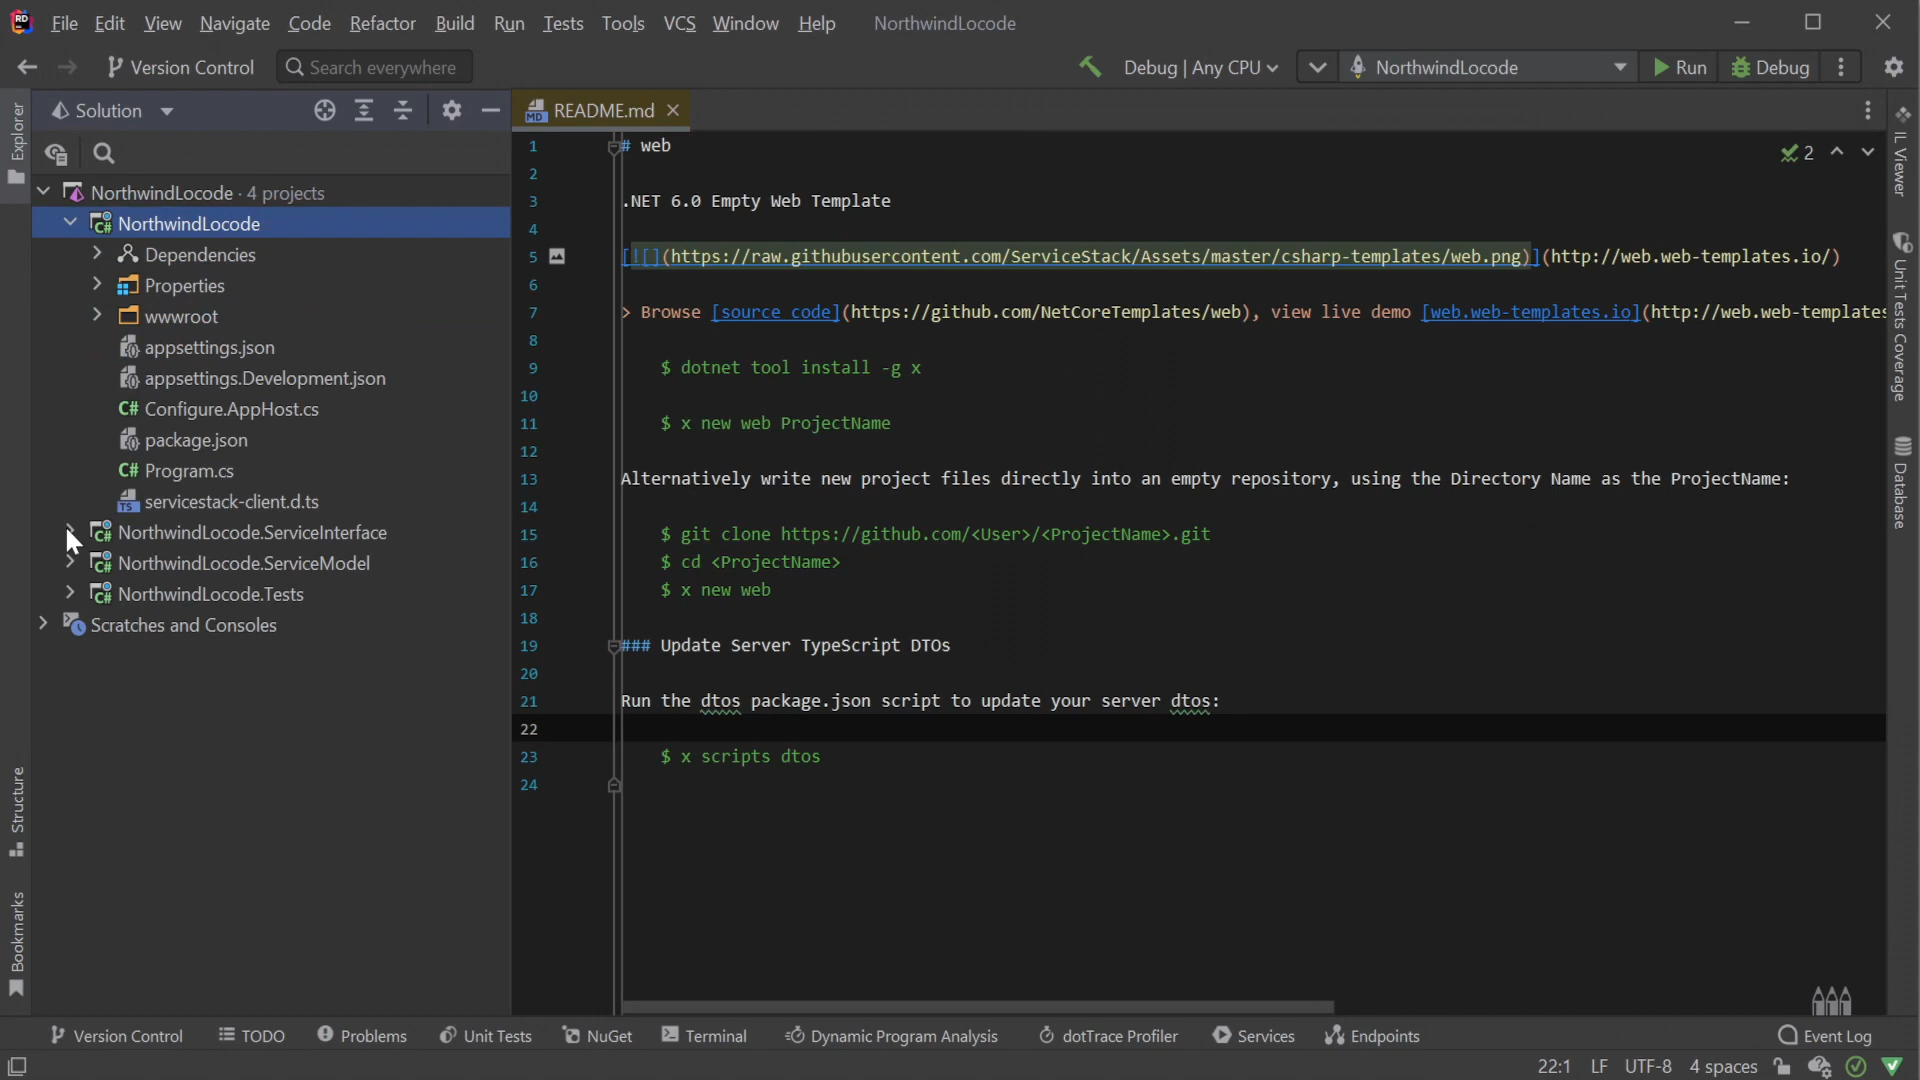 File Edit View Navigate Code Refactor Build Run Tests Tools VCS Window Help NorthwindLocode
Version Control Search everywhere Debug | Any CPU NorthwindLocode Run Debug
Explorer
Solution
NorthwindLocode · 4 projects
NorthwindLocode
Dependencies
Properties
wwwroot
appsettings.json
appsettings.Development.json
C# Configure.AppHost.cs
package.json
C# Program.cs
servicestack-client.d.ts
NorthwindLocode.ServiceInterface
NorthwindLocode.ServiceModel
NorthwindLocode.Tests
Scratches and Consoles
Structure
Bookmarks
README.md
2
1 # web
2
3 .NET 6.0 Empty Web Template
4
5 [![](https://raw.githubusercontent.com/ServiceStack/Assets/master/csharp-templates/web.png)](http://web.web-templates.io/)
6
7 > Browse [source code](https://github.com/NetCoreTemplates/web), view live demo [web.web-templates.io](http://web.web-templates
8
9 $ dotnet tool install -g x
10
11 $ x new web ProjectName
12
13 Alternatively write new project files directly into an empty repository, using the Directory Name as the ProjectName:
14
15 $ git clone https://github.com/<User>/<ProjectName>.git
16 $ cd <ProjectName>
17 $ x new web
18
19 ### Update Server TypeScript DTOs
20
21 Run the dtos package.json script to update your server dtos:
22
23 $ x scripts dtos
24
IL Viewer
Unit Tests Coverage
Database
Version Control TODO Problems Unit Tests NuGet Terminal Dynamic Program Analysis dotTrace Profiler Services Endpoints Event Log
22:1 LF UTF-8 4 spaces